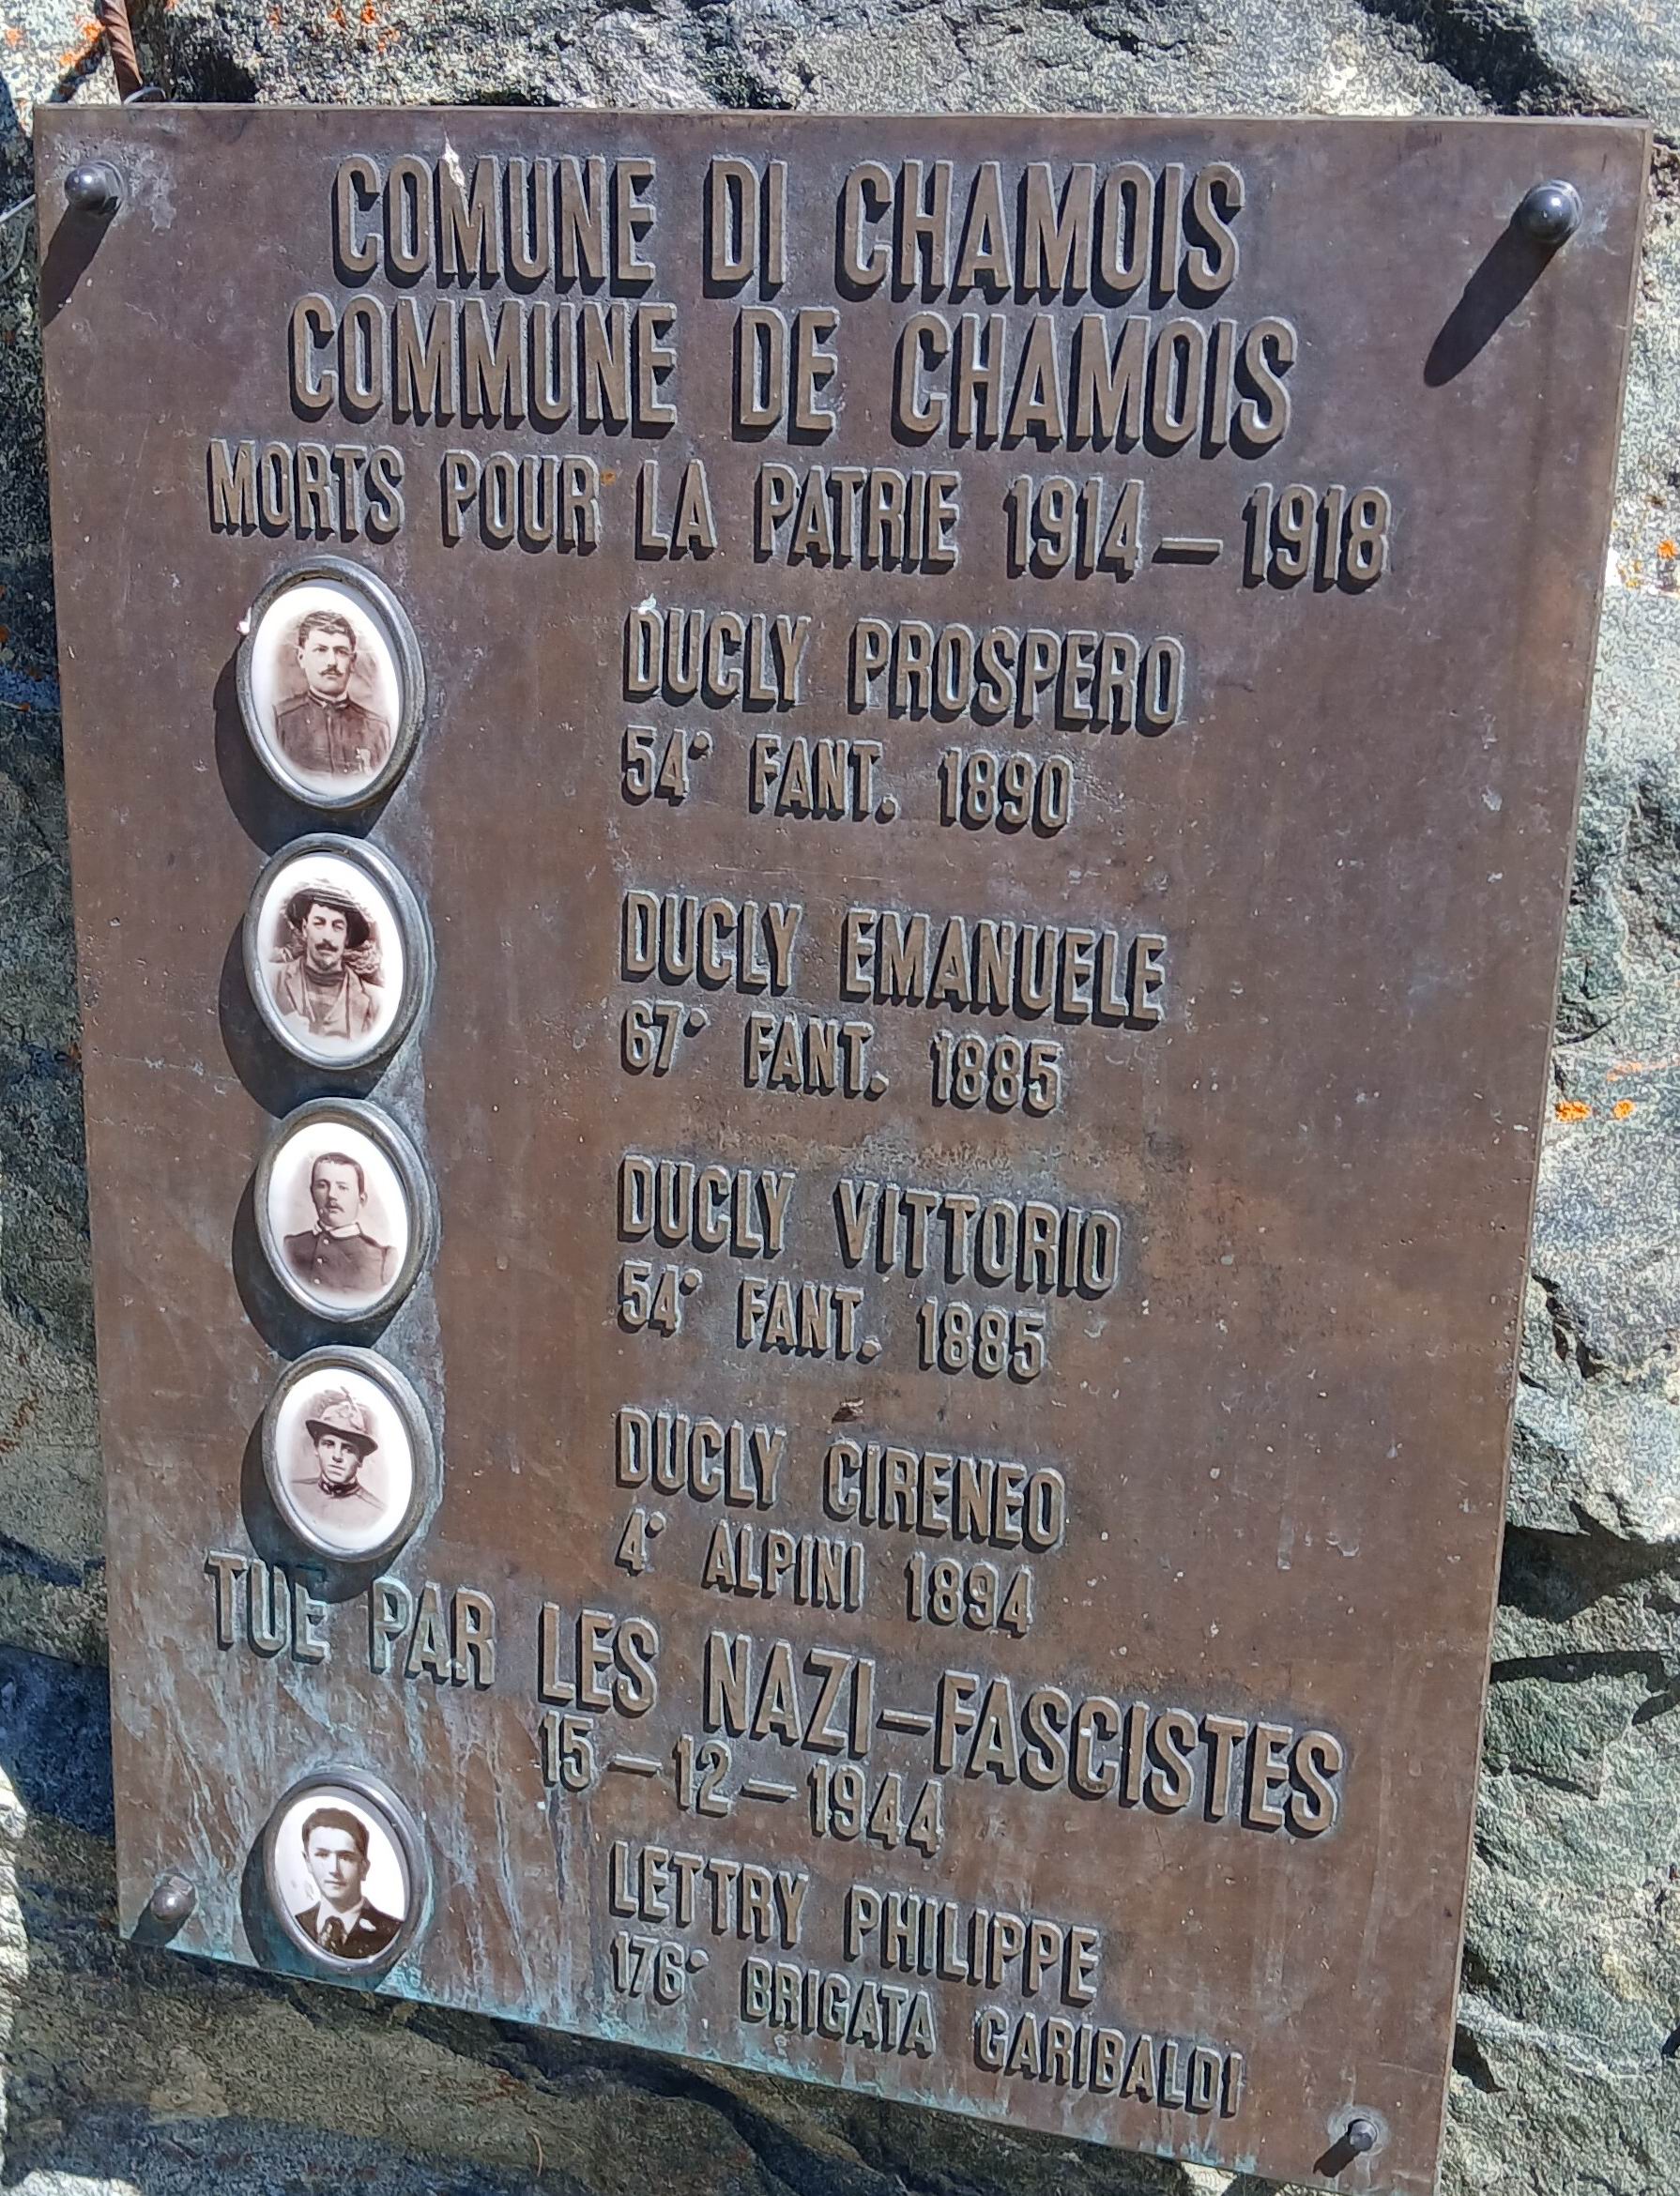 COMUNE DI CHAMOIS
COMMUNE DE CHAMOIS
MORTS POUR LA PATRIE 1914-1918
DUCLY PROSPERO
54° FANT. 1890
DUCLY EMANUELE
67° FANT. 1885
DUCLY VITTORIO
54° FANT. 1885
DUCLY CIRENEO
4° ALPINI 1894
TUE PAR LES NAZI-FASCISTES
15-12-1944
LETTRY PHILIPPE
176° BRIGATA GARIBALDI